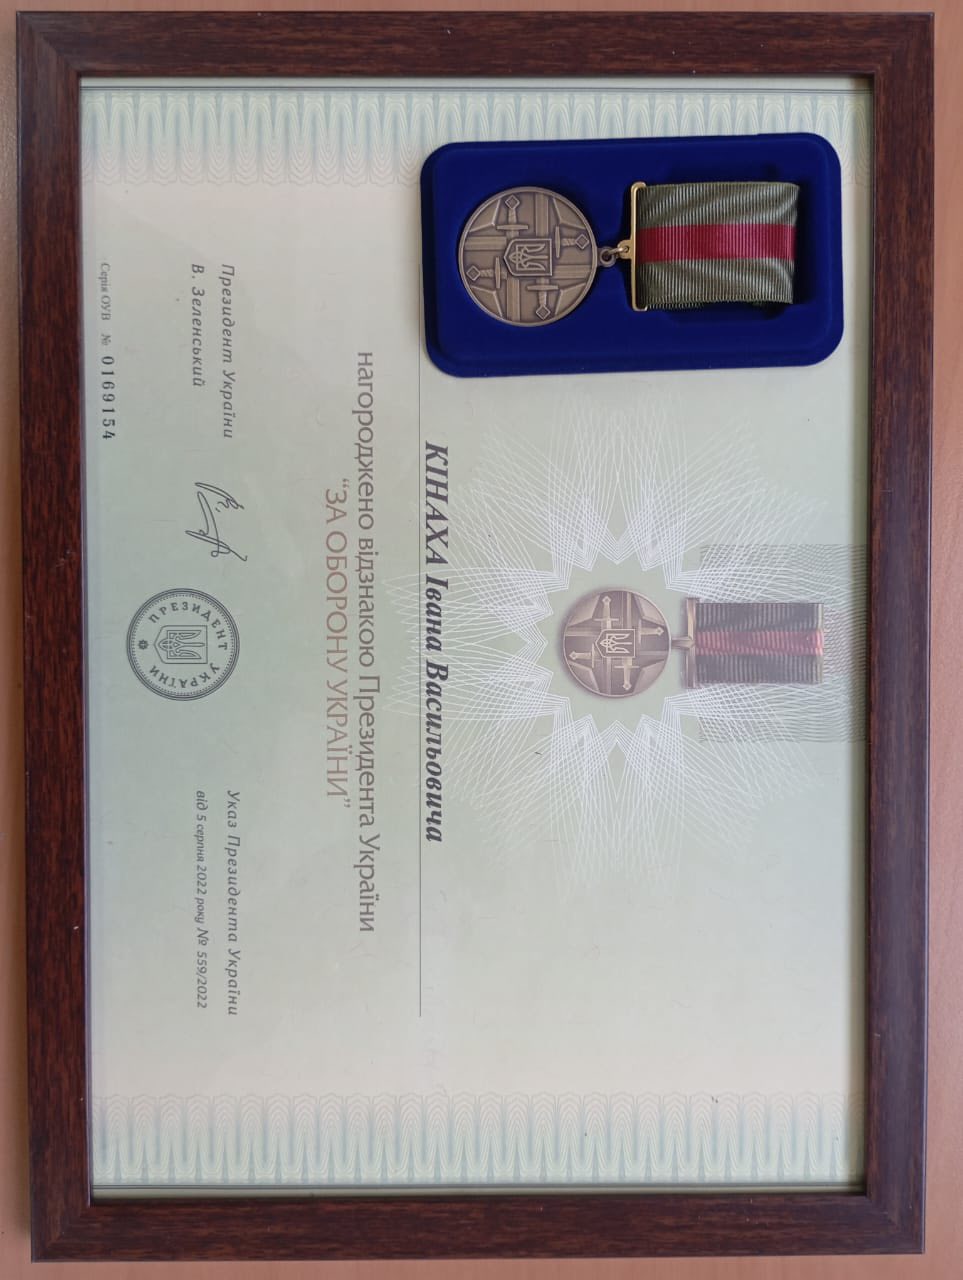 КІНАХА Івана Васильовича
нагороджено відзнакою Президента України
“ЗА ОБОРОНУ УКРАЇНИ”
Президент України
В. Зеленський
ПРЕЗИДЕНТ УКРАЇНИ
Указ Президента України
від 5 серпня 2022 року № 559/2022
Серія ОУВ № 0169154